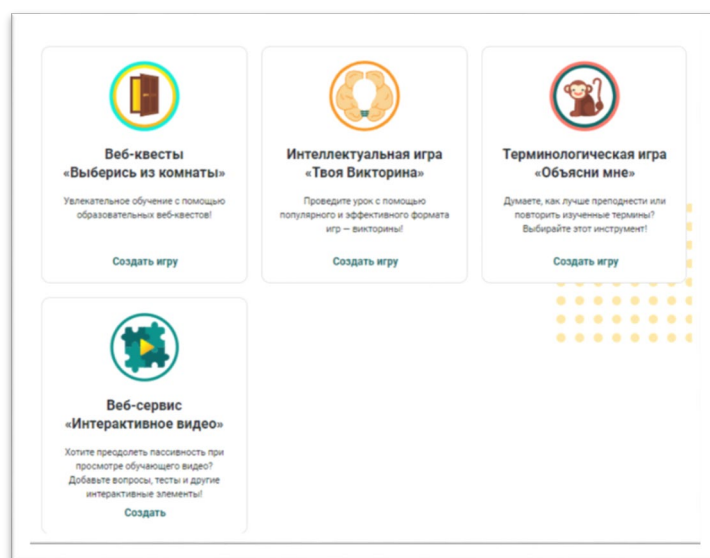 Веб-квесты
«Выберись из комнаты»
Увлекательное обучение с помощью
образовательных веб-квестов!
Создать игру
Интеллектуальная игра
«Твоя Викторина»
Проведите урок с помощью
популярного и эффективного формата
игр — викторины!
Создать игру
Терминологическая игра
«Объясни мне»
Думаете, как лучше преподнести или
повторить изученные термины?
Выбирайте этот инструмент!
Создать игру
Веб-сервис
«Интерактивное видео»
Хотите преодолеть пассивность при
просмотре обучающего видео?
Добавьте вопросы, тесты и другие
интерактивные элементы!
Создать